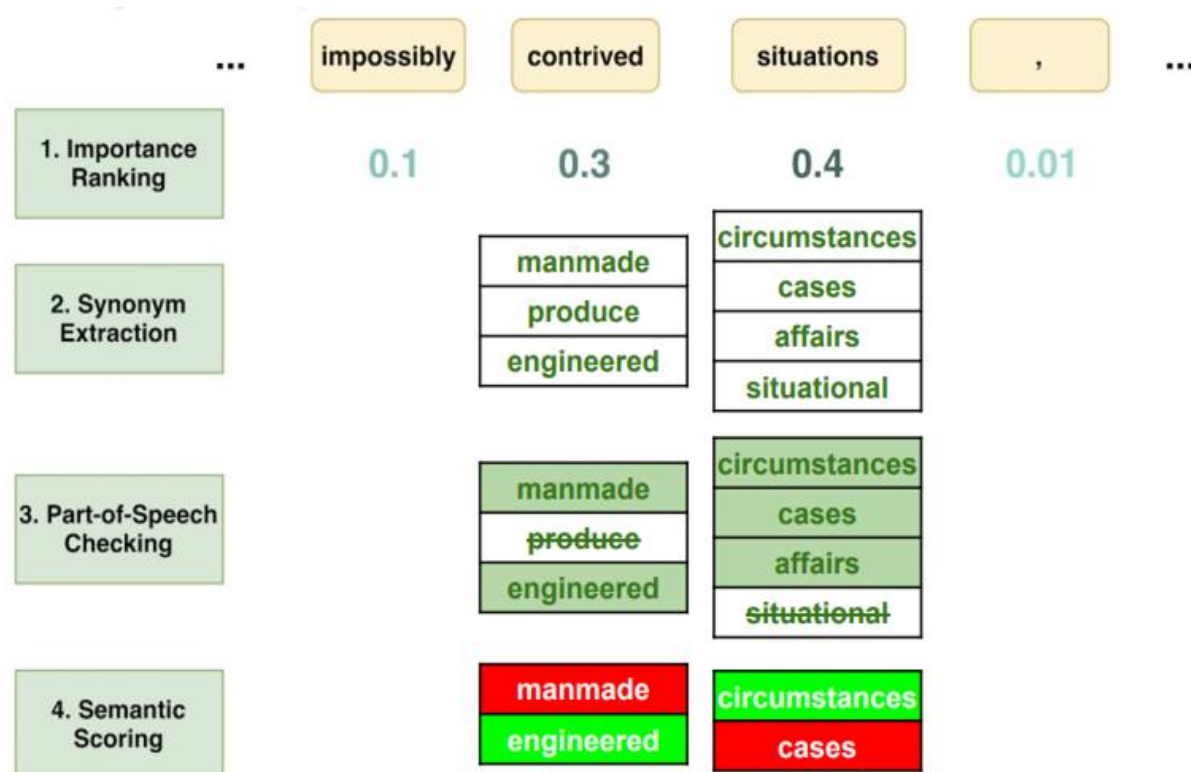 ... impossibly contrived situations , ...
1. Importance
Ranking
0.1 0.3 0.4 0.01
2. Synonym
Extraction
manmade
produce
engineered
circumstances
cases
affairs
situational
3. Part-of-Speech
Checking
manmade
produce
engineered
circumstances
cases
affairs
situational
4. Semantic
Scoring
manmade
engineered
circumstances
cases